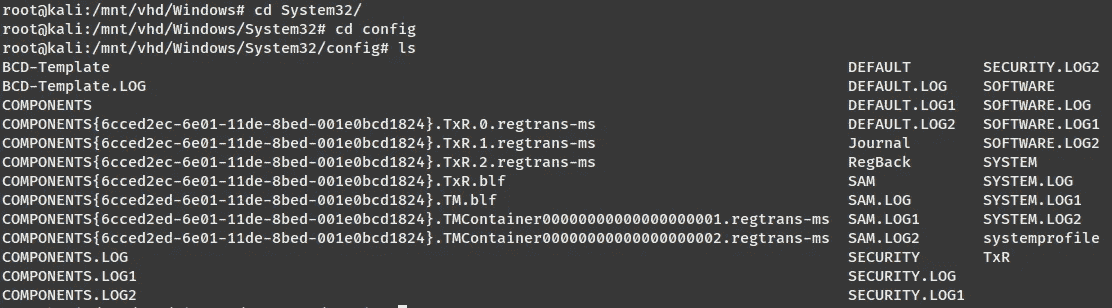 root@kali:/mnt/vhd/Windows# cd System32/
root@kali:/mnt/vhd/Windows/System32# cd config
root@kali:/mnt/vhd/Windows/System32/config# ls
BCD-Template DEFAULT SECURITY.LOG2
BCD-Template.LOG DEFAULT.LOG SOFTWARE
COMPONENTS DEFAULT.LOG1 SOFTWARE.LOG
COMPONENTS{6cced2ec-6e01-11de-8bed-001e0bcd1824}.TxR.0.regtrans-ms DEFAULT.LOG2 SOFTWARE.LOG1
COMPONENTS{6cced2ec-6e01-11de-8bed-001e0bcd1824}.TxR.1.regtrans-ms Journal SOFTWARE.LOG2
COMPONENTS{6cced2ec-6e01-11de-8bed-001e0bcd1824}.TxR.2.regtrans-ms RegBack SYSTEM
COMPONENTS{6cced2ec-6e01-11de-8bed-001e0bcd1824}.TxR.blf SAM SYSTEM.LOG
COMPONENTS{6cced2ed-6e01-11de-8bed-001e0bcd1824}.TM.blf SAM.LOG SYSTEM.LOG1
COMPONENTS{6cced2ed-6e01-11de-8bed-001e0bcd1824}.TMContainer00000000000000000001.regtrans-ms SAM.LOG1 SYSTEM.LOG2
COMPONENTS{6cced2ed-6e01-11de-8bed-001e0bcd1824}.TMContainer00000000000000000002.regtrans-ms SAM.LOG2 systemprofile
COMPONENTS.LOG SECURITY TxR
COMPONENTS.LOG1 SECURITY.LOG
COMPONENTS.LOG2 SECURITY.LOG1